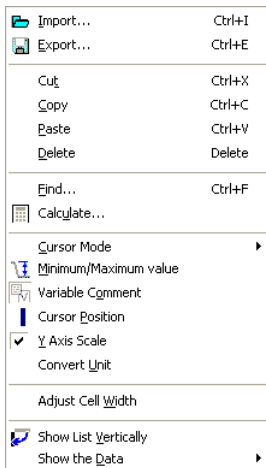 Import... Ctrl+I
Export... Ctrl+E
Cut Ctrl+X
Copy Ctrl+C
Paste Ctrl+V
Delete Delete
Find... Ctrl+F
Calculate...
Cursor Mode
Minimum/Maximum value
Variable Comment
Cursor Position
Y Axis Scale
Convert Unit
Adjust Cell Width
Show List Vertically
Show the Data